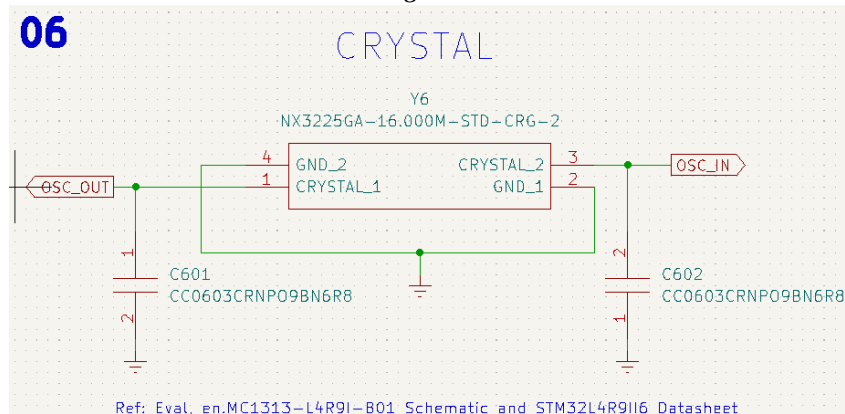 06
CRYSTAL
Y6
NX3225GA-16.000M-STD-CRG-2
4 GND_2 CRYSTAL_2 3
1 CRYSTAL_1 GND_1 2
OSC_OUT
OSC_IN
1
C601
CC0603CRNPO9BN6R8
2
2
C602
CC0603CRNPO9BN6R8
1
Ref: Eval. en.MC1313-L4R9I-B01 Schematic and STM32L4R9II6 Datasheet